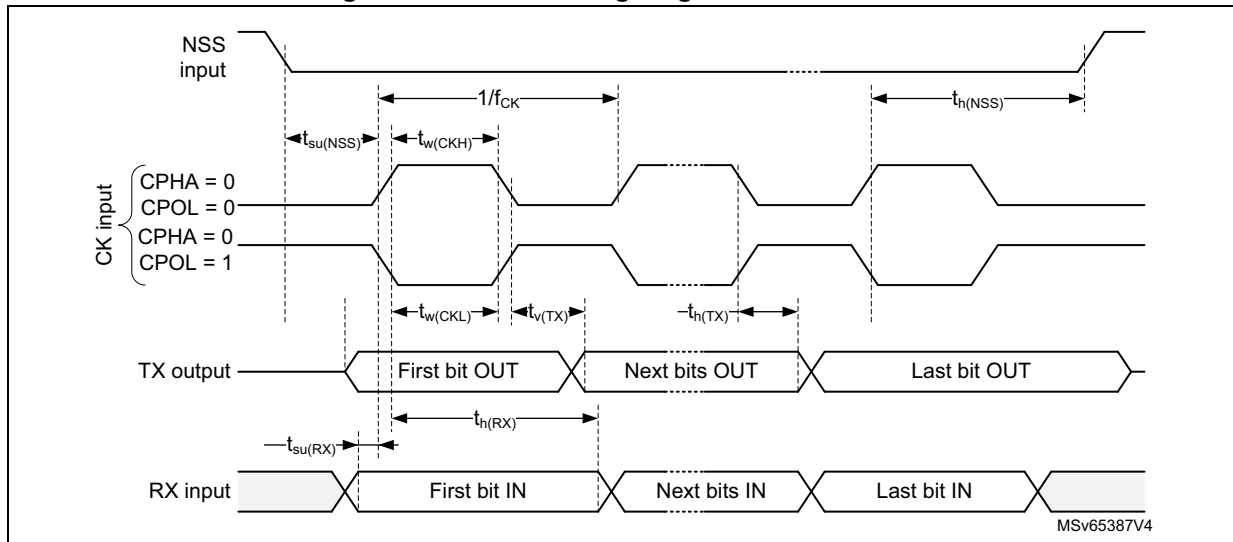 NSS
input
1/fCK
th(NSS)
tsu(NSS)
tw(CKH)
CK input
CPHA = 0
CPOL = 0
CPHA = 0
CPOL = 1
tw(CKL)
tv(TX)
th(TX)
TX output
First bit OUT
Next bits OUT
Last bit OUT
th(RX)
tsu(RX)
RX input
First bit IN
Next bits IN
Last bit IN
MSv65387V4